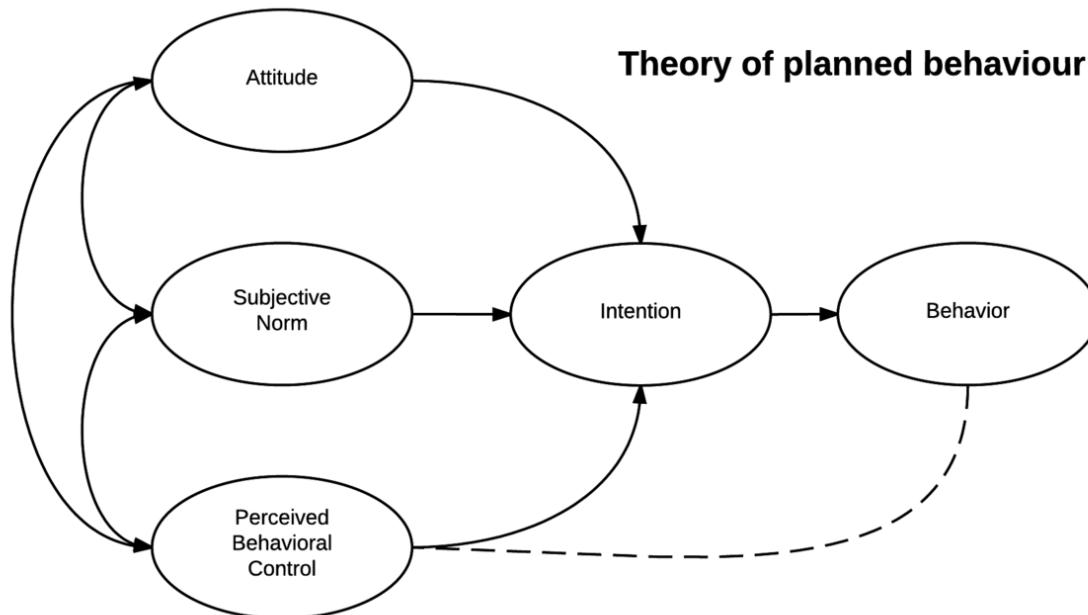 Theory of planned behaviour
Attitude
Subjective
Norm
Intention
Behavior
Perceived
Behavioral
Control